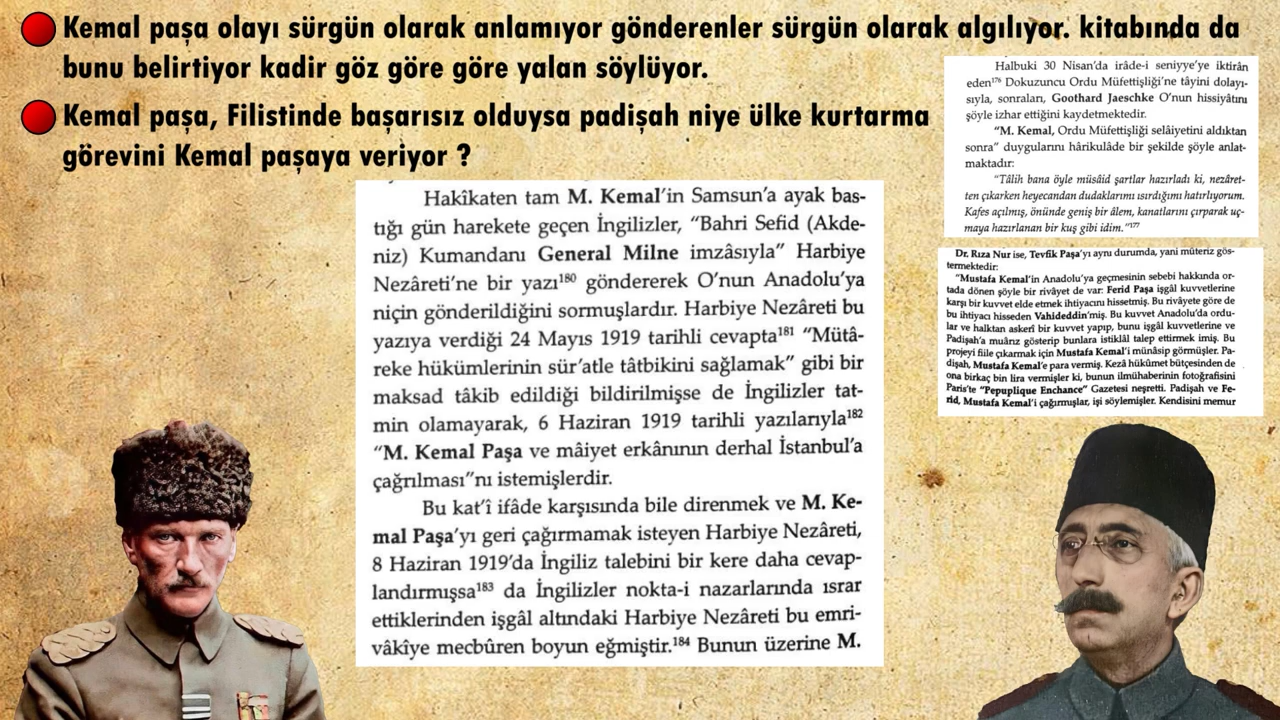 Kemal paşa olayı sürgün olarak anlamıyor gönderenler sürgün olarak algılıyor. kitabında da
bunu belirtiyor kadir göz göre göre yalan söylüyor.
Kemal paşa, Filistinde başarısız olduysa padişah niye ülke kurtarma
görevini Kemal paşaya veriyor ?
Hakîkaten tam M. Kemal'in Samsun'a ayak bas-
tığı gün harekete geçen İngilizler, "Bahri Sefid (Akde-
niz) Kumandanı General Milne imzâsıyla" Harbiye
Nezâreti'ne bir yazı180 göndererek O'nun Anadolu'ya
niçin gönderildiğini sormuşlardır. Harbiye Nezâreti bu
yazıya verdiği 24 Mayıs 1919 tarihli cevapta181 "Mütâ-
reke hükümlerinin sür'atle tâtbikini sağlamak" gibi bir
maksad tâkib edildiği bildirilmişse de İngilizler tat-
min olamayarak, 6 Haziran 1919 tarihli yazılarıyla182
"M. Kemal Paşa ve mâiyet erkânının derhal İstanbul'a
çağrılması"nı istemişlerdir.
Bu kat'î ifâde karşısında bile direnmek ve M. Ke-
mal Paşa'yı geri çağırmamak isteyen Harbiye Nezâreti,
8 Haziran 1919'da İngiliz talebini bir kere daha cevap-
landırmışsa183 da İngilizler nokta-i nazarlarında ısrar
ettiklerinden işgâl altındaki Harbiye Nezâreti bu emri-
vâkîye mecbûren boyun eğmiştir.184 Bunun üzerine M.
Halbuki 30 Nisan'da irâde-i seniyye'ye iktirân
eden176 Dokuzuncu Ordu Müfettişliği'ne tâyini dolayı-
sıyla, sonraları, Goothard Jaeschke O'nun hissiyâtını
şöyle izhar ettiğini kaydetmektedir.
"M. Kemal, Ordu Müfettişliği selâiyetini aldıktan
sonra" duygularını hârikulâde bir şekilde şöyle anlat-
maktadır:
"Tâlih bana öyle müsâid şartlar hazırladı ki, nezâret-
ten çıkarken heyecandan dudaklarımı ısırdığımı hatırlıyorum.
Kafes açılmış, önünde geniş bir âlem, kanatlarını çırparak uç-
maya hazırlanan bir kuş gibi idim."177
Dr. Rıza Nur ise, Tevfik Paşa'yı aynı durumda, yani müteriz gös-
termektedir:
"Mustafa Kemal'in Anadolu'ya geçmesinin sebebi hakkında or-
tada dönen şöyle bir rivâyet de var: Ferid Paşa işgâl kuvvetlerine
karşı bir kuvvet elde etmek ihtiyacını hissetmiş. Bu rivâyete göre de
bu ihtiyacı hisseden Vahideddin'miş. Bu kuvvet Anadolu'da ordu-
lar ve halktan askerî bir kuvvet yapıp, bunu işgâl kuvvetlerine ve
Padişah'a muârız gösterip bunlara istiklâl talep ettirmek imiş. Bu
projeyi fiile çıkarmak için Mustafa Kemal'i münâsip görmüşler. Pa-
dişah, Mustafa Kemal'e para vermiş. Kezâ hükûmet bütçesinden de
ona birkaç bin lira vermişler ki, bunun ilmühaberinin fotoğrafisini
Paris'te "Pepuplique Enchance" Gazetesi neşretti. Padişah ve Fe-
rid, Mustafa Kemal'i çağırmışlar, işi söylemişler. Kendisini memur